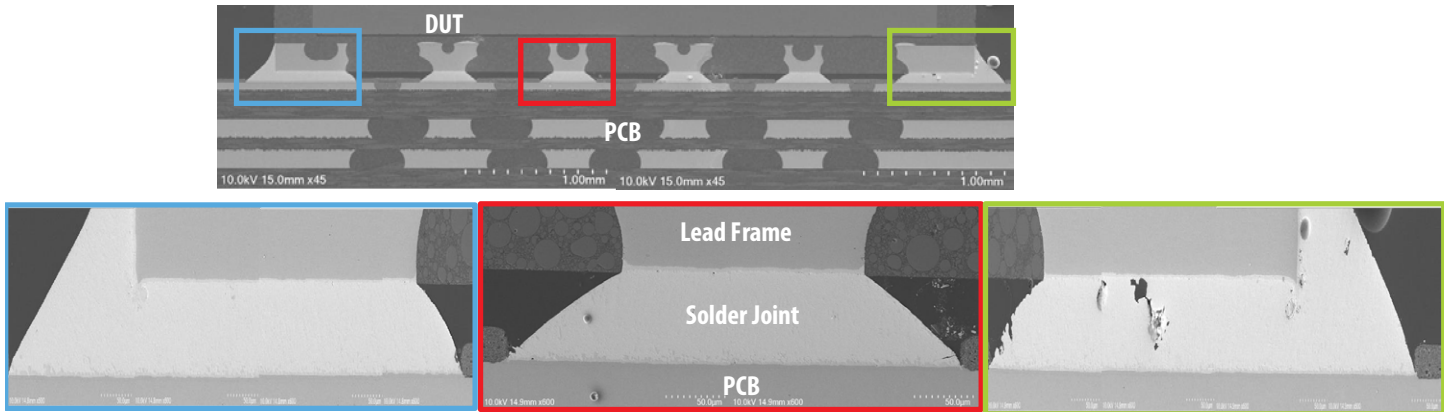 DUT
PCB
10.0kV 15.0mm x45 1.00mm 10.0kV 15.0mm x45 1.00mm
Lead Frame
Solder Joint
PCB
10.0kV 14.9mm x600 50.0µm 10.0kV 14.9mm x600 50.0µm